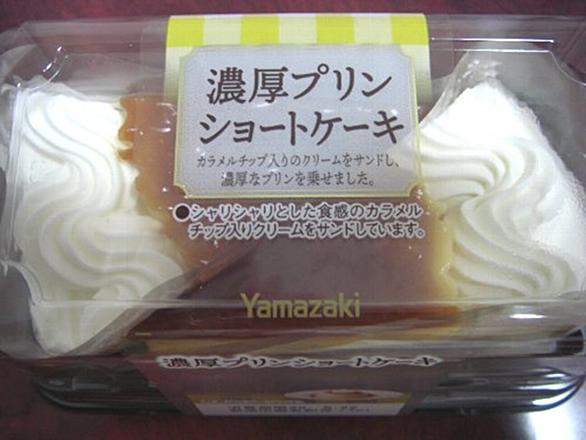 濃厚プリン
ショートケーキ
カラメルチップ入りのクリームをサンドし、
濃厚なプリンを乗せました。
●シャリシャリとした食感のカラメル
チップ入りクリームをサンドしています。
Yamazaki
濃厚プリンショートケーキ